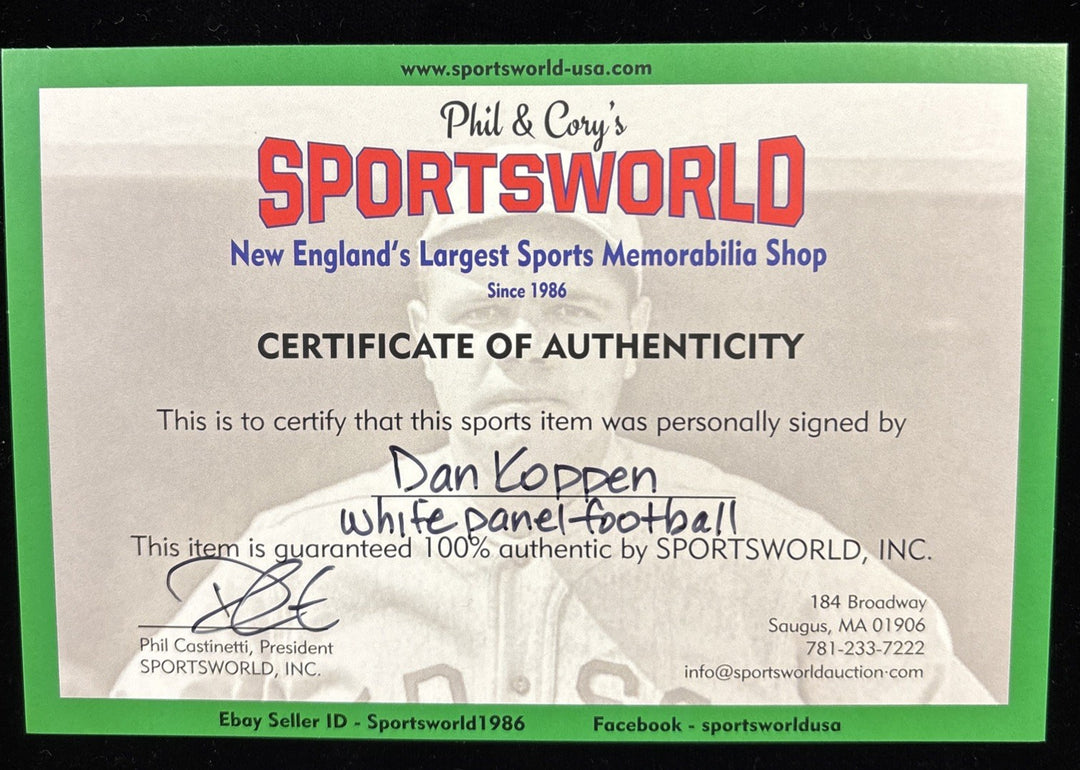 www.sportsworld-usa.com
Phil & Cory's
SPORTSWORLD
New England's Largest Sports Memorabilia Shop
Since 1986
CERTIFICATE OF AUTHENTICITY
This is to certify that this sports item was personally signed by
Dan Koppen
white panel football
This item is guaranteed 100% authentic by SPORTSWORLD, INC.
Phil Castinetti, President
SPORTSWORLD, INC.
184 Broadway
Saugus, MA 01906
781-233-7222
info@sportsworldauction.com
Ebay Seller ID - Sportsworld1986
Facebook - sportsworldusa